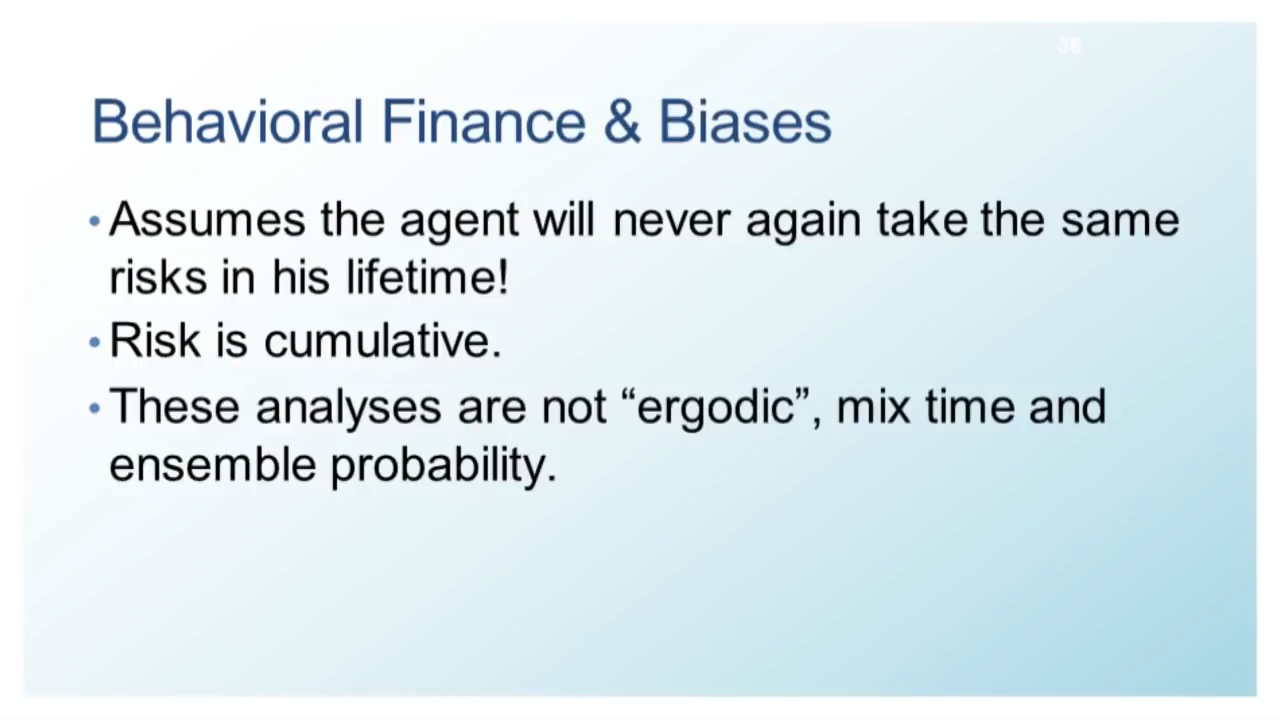 38
Behavioral Finance & Biases
• Assumes the agent will never again take the same
risks in his lifetime!
• Risk is cumulative.
• These analyses are not “ergodic”, mix time and
ensemble probability.